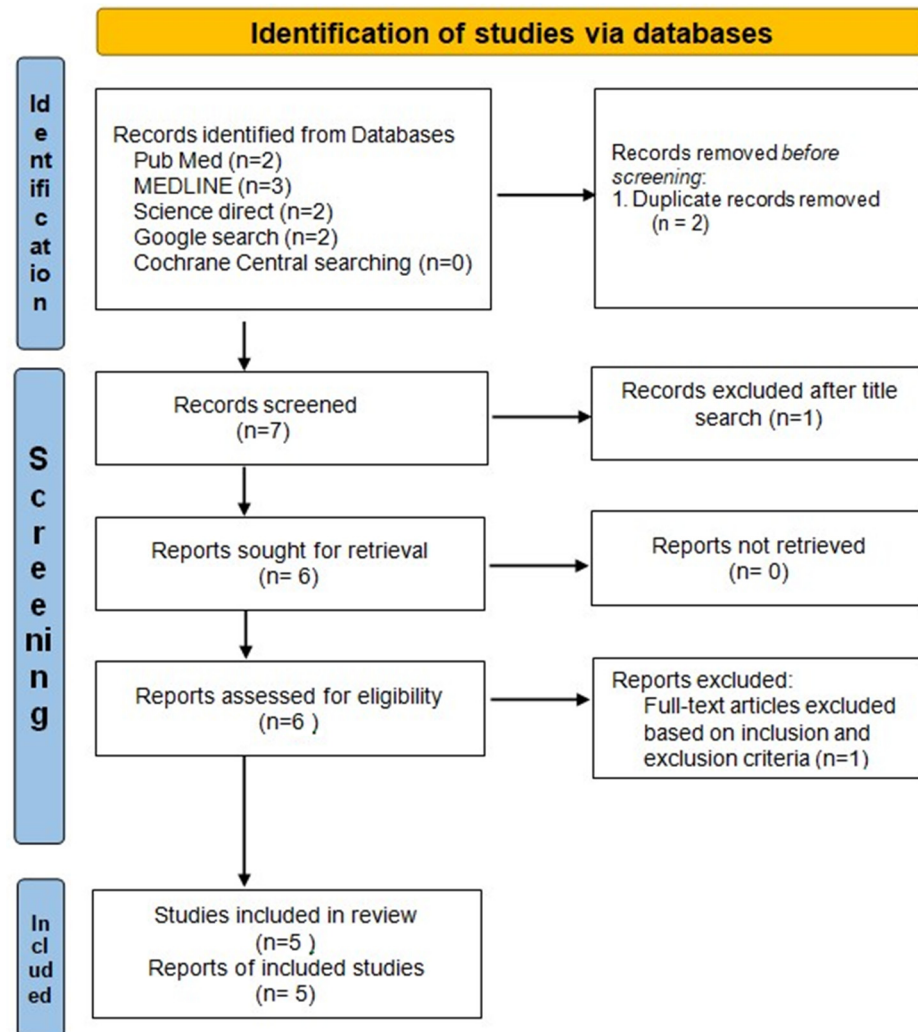 Identification of studies via databases
Id
e
nt
ifi
c
at
io
n
Records identified from Databases
Pub Med (n=2)
MEDLINE (n=3)
Science direct (n=2)
Google search (n=2)
Cochrane Central searching (n=0)
Records removed before
screening:
1. Duplicate records removed
(n = 2)
S
c
r
e
e
ni
n
g
Records screened
(n=7)
Records excluded after title
search (n=1)
Reports sought for retrieval
(n= 6)
Reports not retrieved
(n= 0)
Reports assessed for eligibility
(n=6 )
Reports excluded:
Full-text articles excluded
based on inclusion and
exclusion criteria (n=1)
In
cl
ud
ed
Studies included in review
(n=5 )
Reports of included studies
(n= 5)